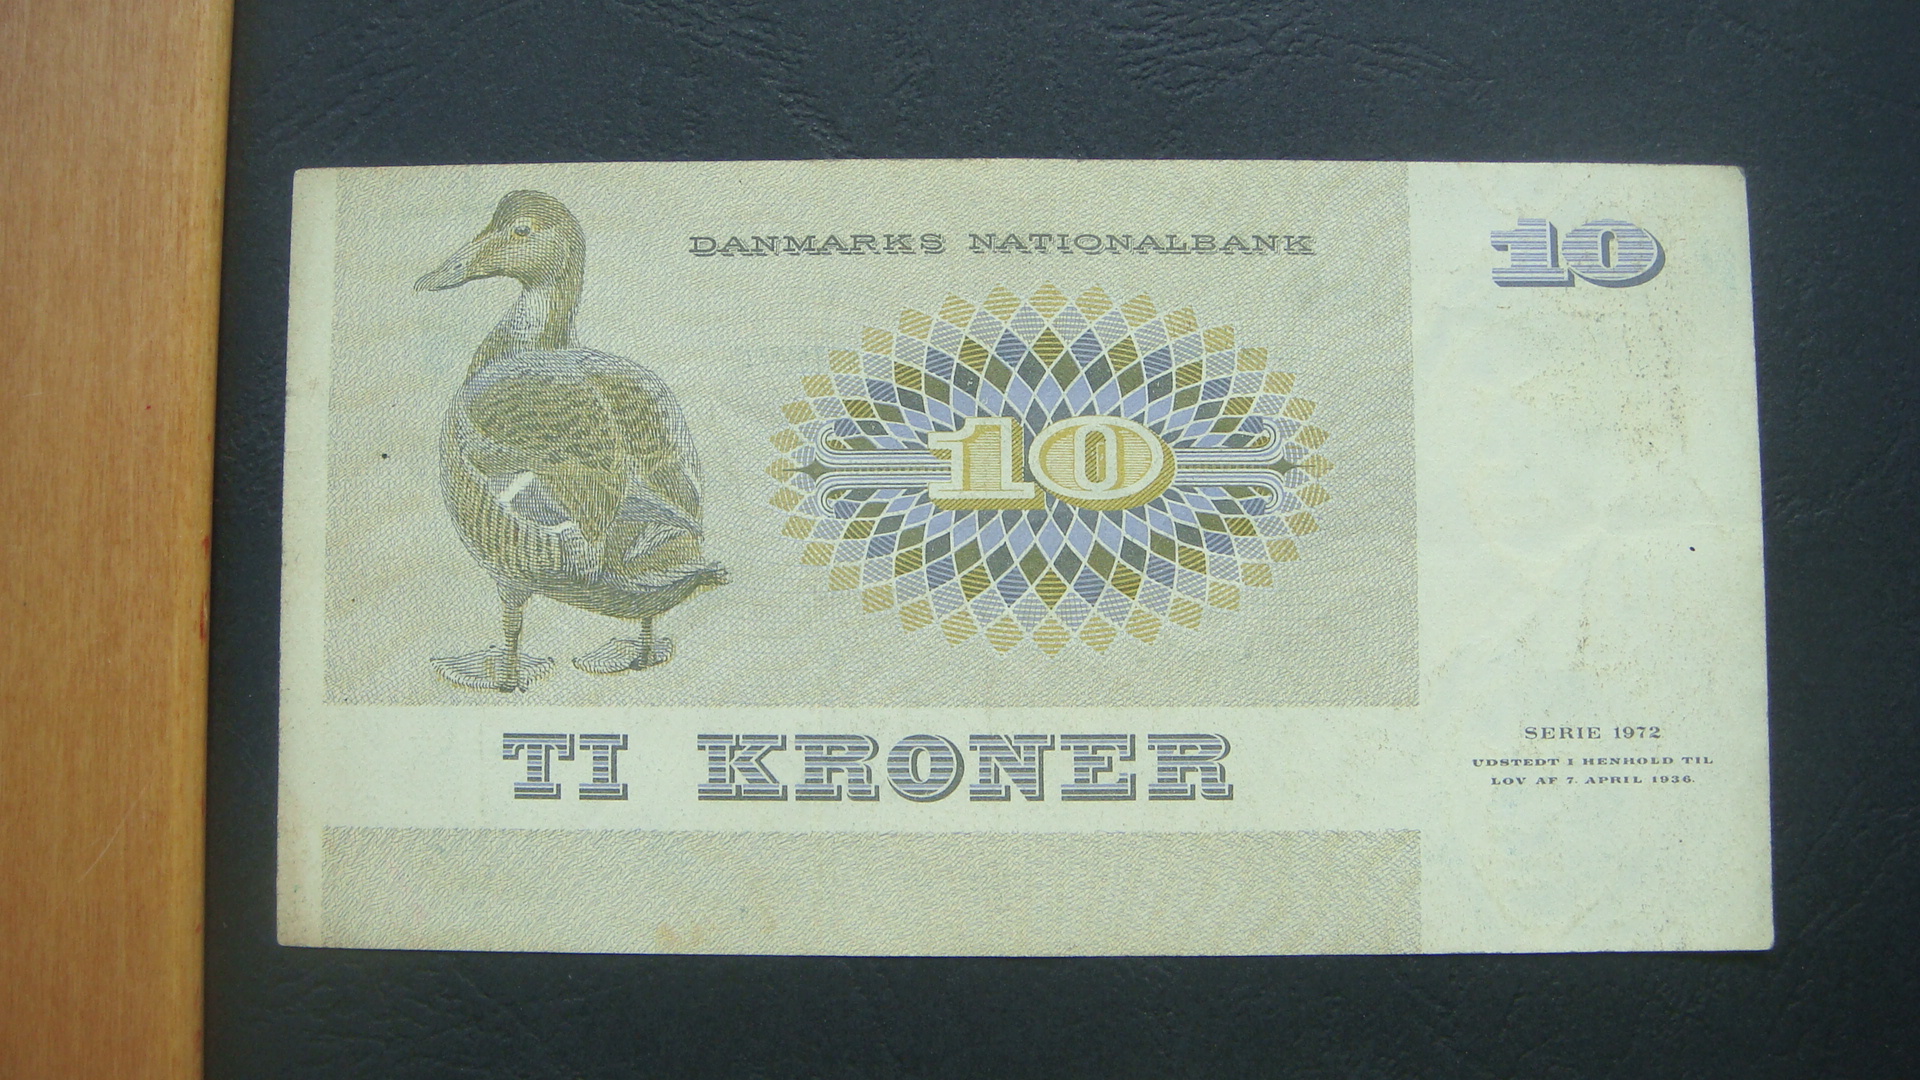 DANMARKS NATIONALBANK
10
10
TI KRONER
SERIE 1972
UDSTEDT I HENHOLD TIL
LOV AF 7. APRIL 1936.